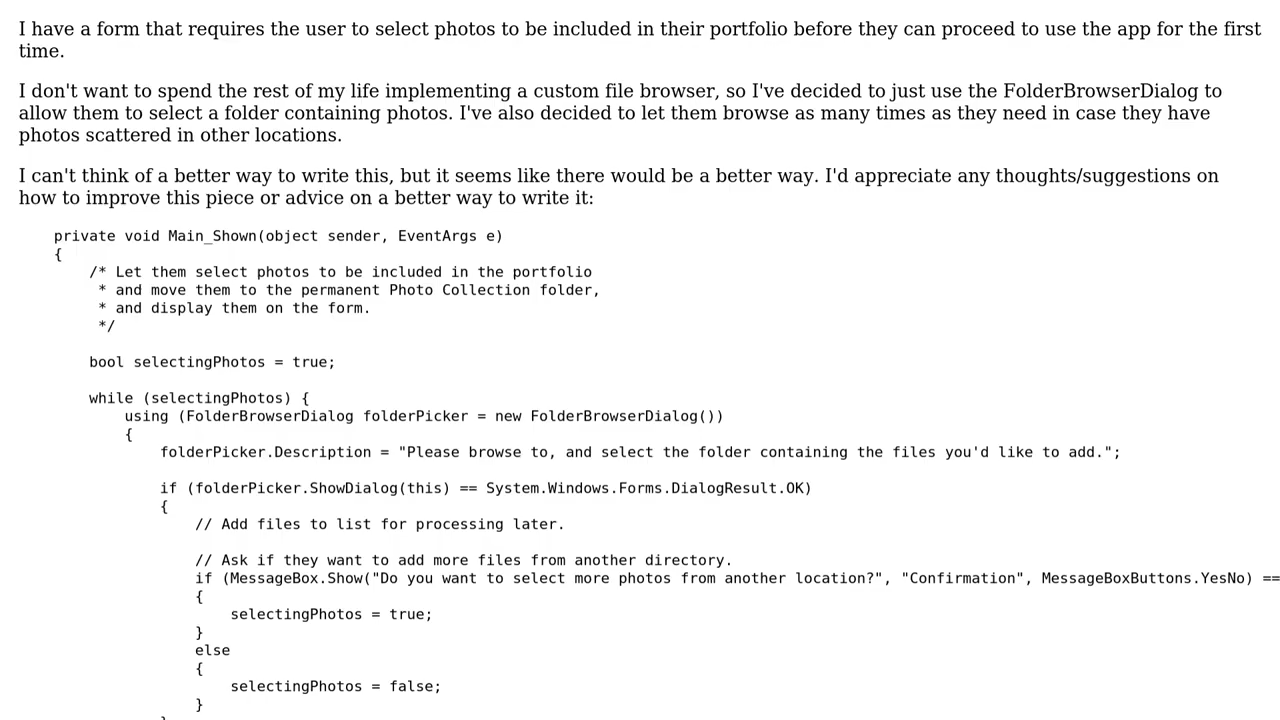 I have a form that requires the user to select photos to be included in their portfolio before they can proceed to use the app for the first
time.
I don't want to spend the rest of my life implementing a custom file browser, so I've decided to just use the FolderBrowserDialog to
allow them to select a folder containing photos. I've also decided to let them browse as many times as they need in case they have
photos scattered in other locations.
I can't think of a better way to write this, but it seems like there would be a better way. I'd appreciate any thoughts/suggestions on
how to improve this piece or advice on a better way to write it:
private void Main_Shown(object sender, EventArgs e)
{
/* Let them select photos to be included in the portfolio
* and move them to the permanent Photo Collection folder,
* and display them on the form.
*/
bool selectingPhotos = true;
while (selectingPhotos) {
using (FolderBrowserDialog folderPicker = new FolderBrowserDialog())
{
folderPicker.Description = "Please browse to, and select the folder containing the files you'd like to add.";
if (folderPicker.ShowDialog(this) == System.Windows.Forms.DialogResult.OK)
{
// Add files to list for processing later.
// Ask if they want to add more files from another directory.
if (MessageBox.Show("Do you want to select more photos from another location?", "Confirmation", MessageBoxButtons.YesNo) ==
{
selectingPhotos = true;
}
else
{
selectingPhotos = false;
}